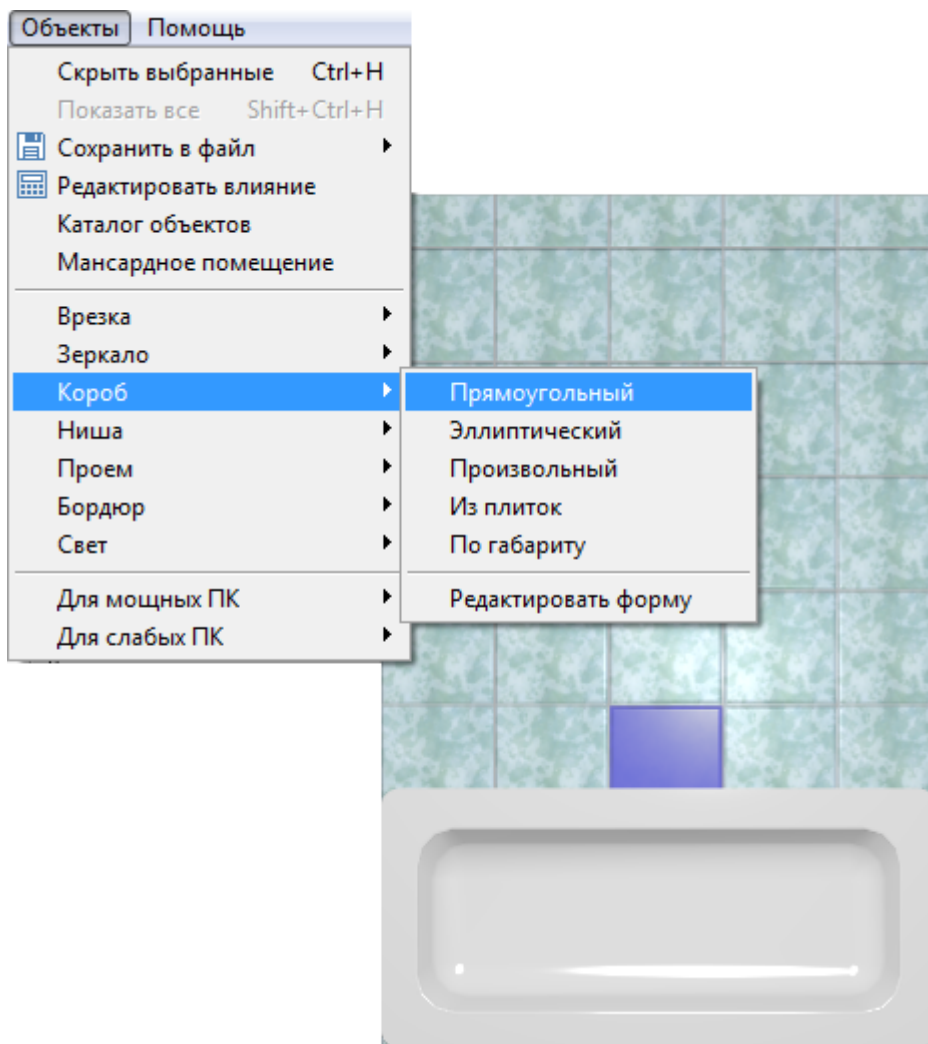 Объекты Помощь
Скрыть выбранные Ctrl+H
Показать все Shift+Ctrl+H
Сохранить в файл
Редактировать влияние
Каталог объектов
Мансардное помещение
Врезка
Зеркало
Короб
Ниша
Проем
Бордюр
Свет
Для мощных ПК
Для слабых ПК
Прямоугольный
Эллиптический
Произвольный
Из плиток
По габариту
Редактировать форму